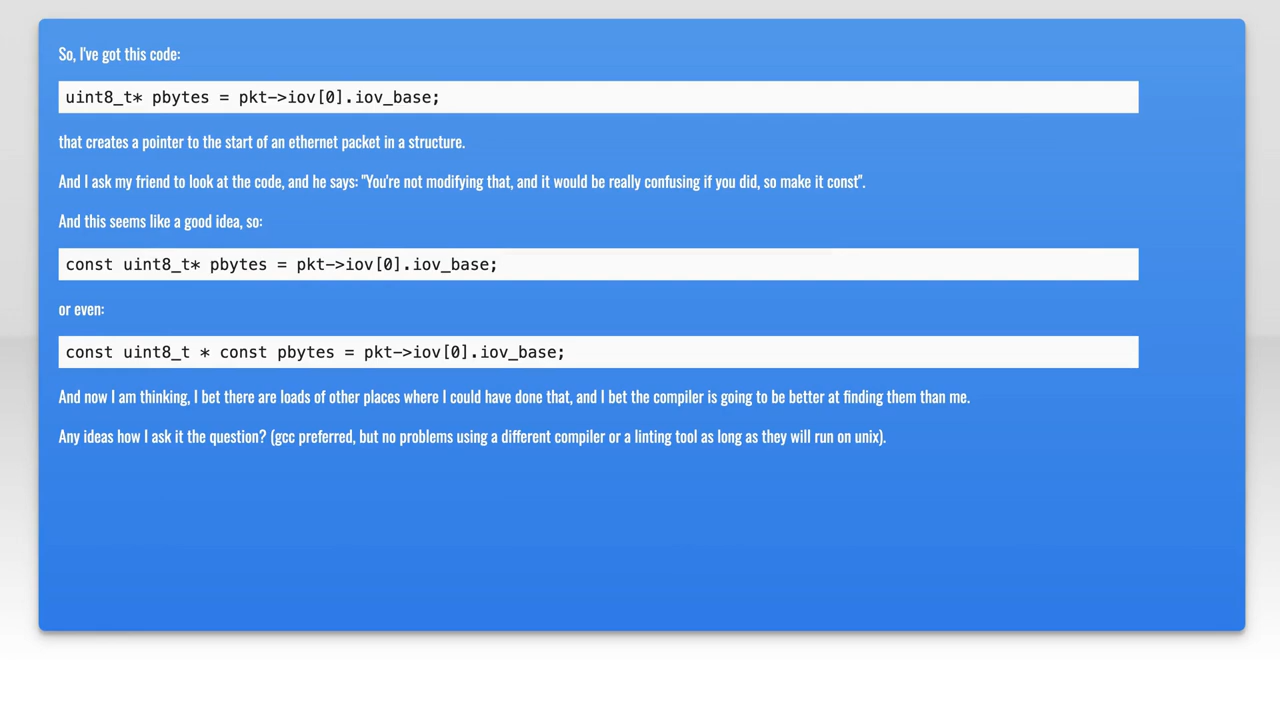 So, I've got this code:
uint8_t* pbytes = pkt->iov[0].iov_base;
that creates a pointer to the start of an ethernet packet in a structure.
And I ask my friend to look at the code, and he says: "You're not modifying that, and it would be really confusing if you did, so make it const".
And this seems like a good idea, so:
const uint8_t* pbytes = pkt->iov[0].iov_base;
or even:
const uint8_t * const pbytes = pkt->iov[0].iov_base;
And now I am thinking, I bet there are loads of other places where I could have done that, and I bet the compiler is going to be better at finding them than me.
Any ideas how I ask it the question? (gcc preferred, but no problems using a different compiler or a linting tool as long as they will run on unix).